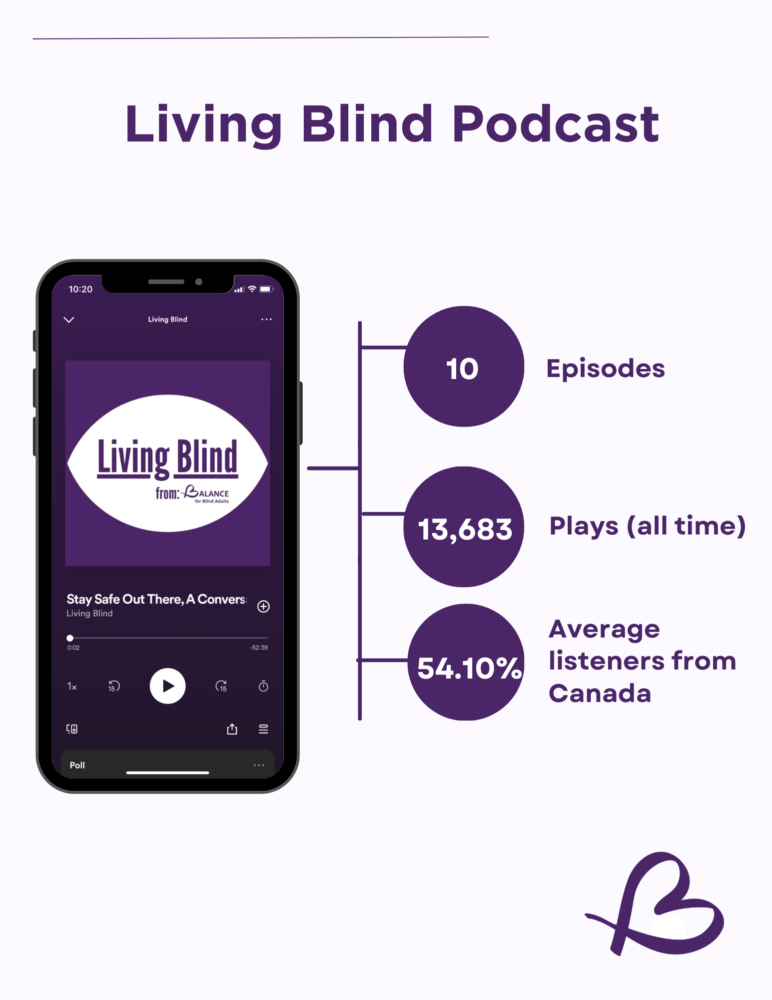 Living Blind Podcast
10:20
Living Blind
Living Blind
from: BALANCE
for Blind Adults
Stay Safe Out There, A Convers
Living Blind
0:02
-52:39
1x
15
15
Poll
10
Episodes
13,683
Plays (all time)
54.10%
Average
listeners from
Canada
May 2023 to June 2023